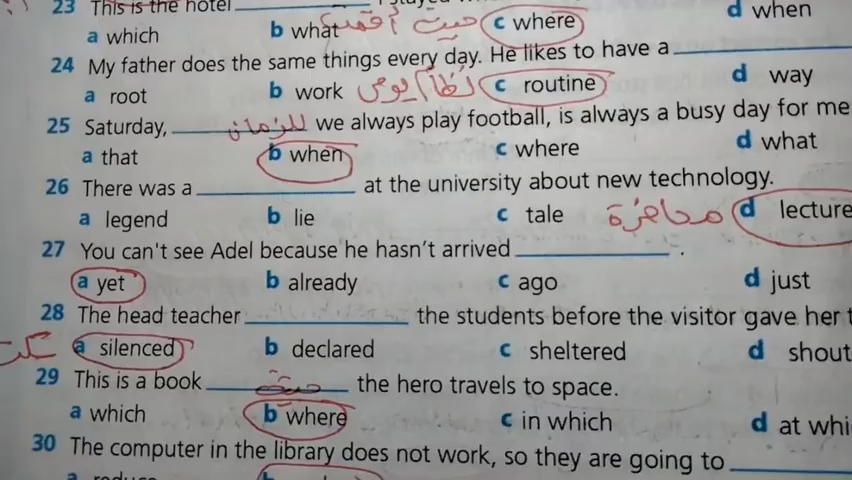 23 This is the hotel
a which b what حيث أقمت c where d when
24 My father does the same things every day. He likes to have a
a root b work c routine d way
25 Saturday, للزمان we always play football, is always a busy day for me
a that b when c where d what
26 There was a at the university about new technology.
a legend b lie c tale محاضرة d lecture
27 You can't see Adel because he hasn't arrived .
a yet b already c ago d just
28 The head teacher the students before the visitor gave her
a silenced b declared c sheltered d shout
29 This is a book حيث the hero travels to space.
a which b where c in which d at whi
30 The computer in the library does not work, so they are going to
a b